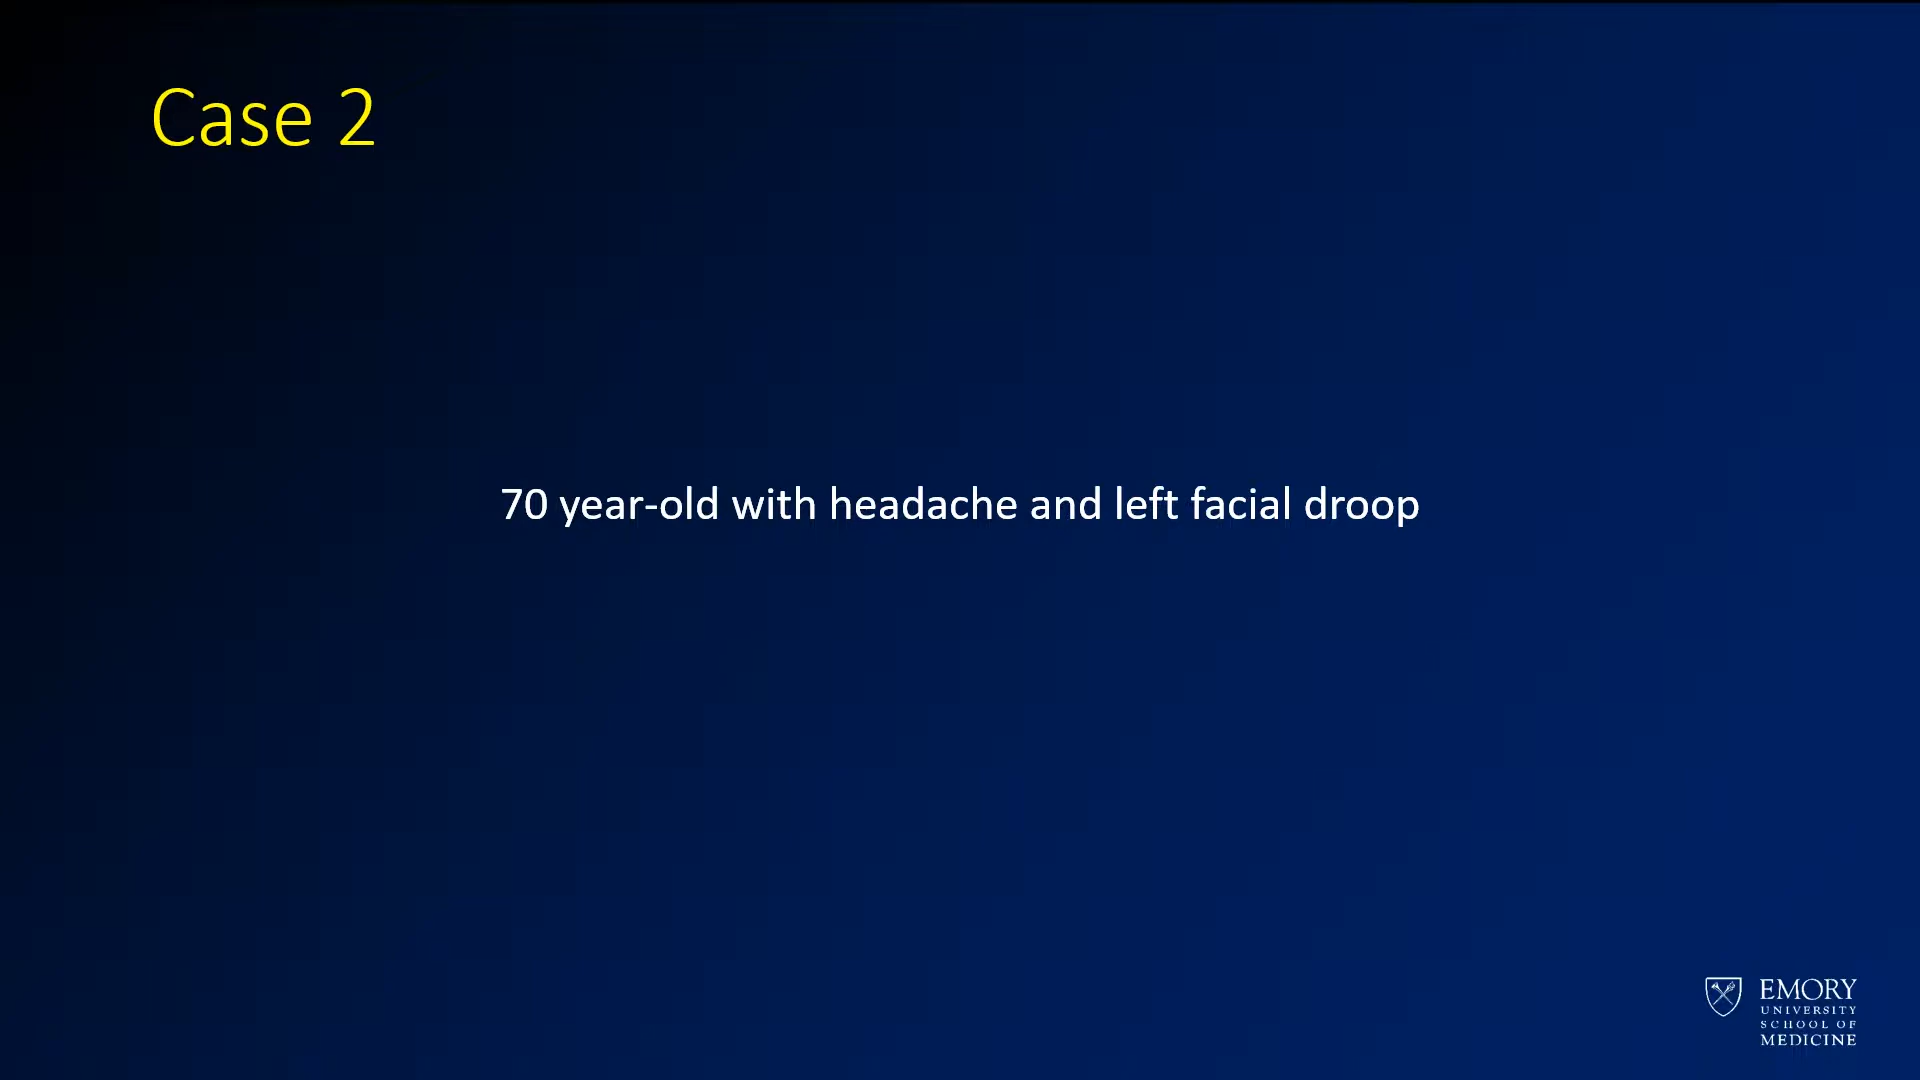 Case 2
70 year-old with headache and left facial droop
EMORY
UNIVERSITY
SCHOOL OF
MEDICINE